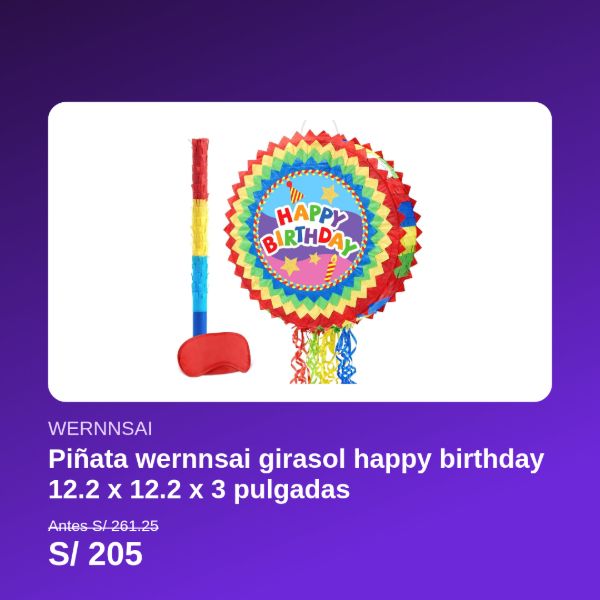 HAPPY
BIRTHDAY
WERNNSAI
Piñata wernnsai girasol happy birthday
12.2 x 12.2 x 3 pulgadas
Antes S/ 261.25
S/ 205